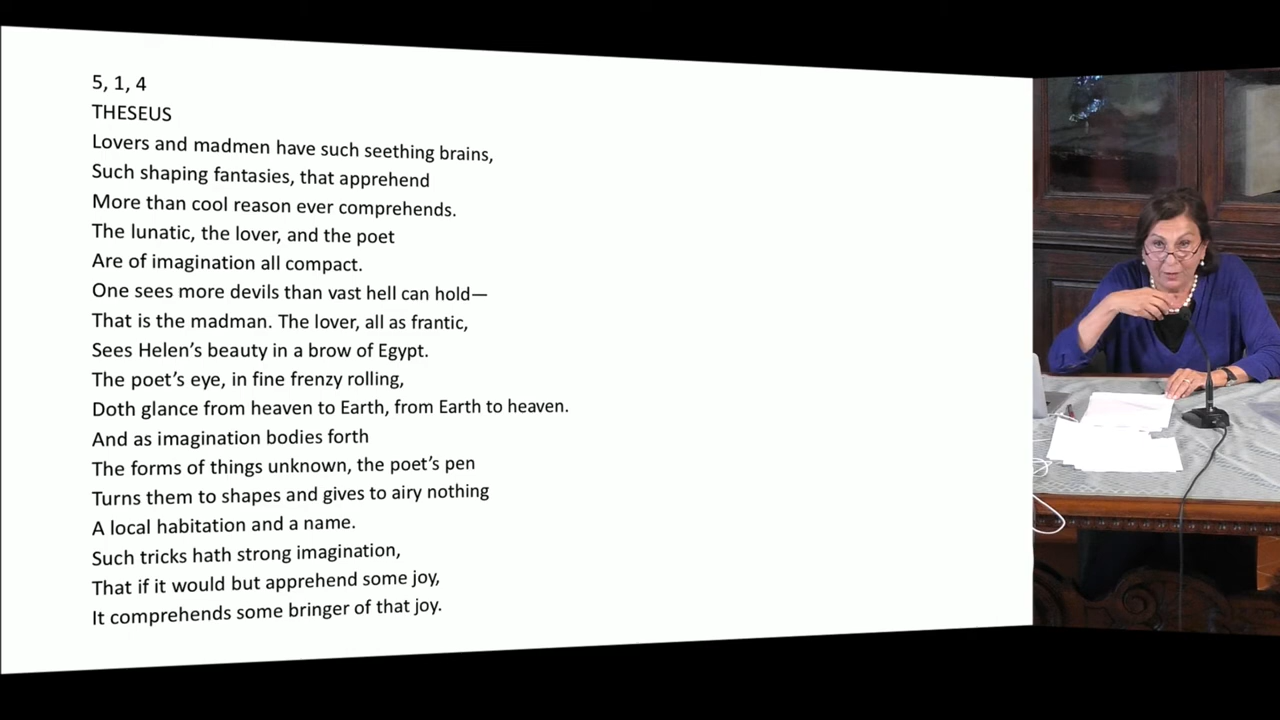 5, 1, 4
THESEUS
Lovers and madmen have such seething brains,
Such shaping fantasies, that apprehend
More than cool reason ever comprehends.
The lunatic, the lover, and the poet
Are of imagination all compact.
One sees more devils than vast hell can hold—
That is the madman. The lover, all as frantic,
Sees Helen’s beauty in a brow of Egypt.
The poet’s eye, in fine frenzy rolling,
Doth glance from heaven to Earth, from Earth to heaven.
And as imagination bodies forth
The forms of things unknown, the poet’s pen
Turns them to shapes and gives to airy nothing
A local habitation and a name.
Such tricks hath strong imagination,
That if it would but apprehend some joy,
It comprehends some bringer of that joy.